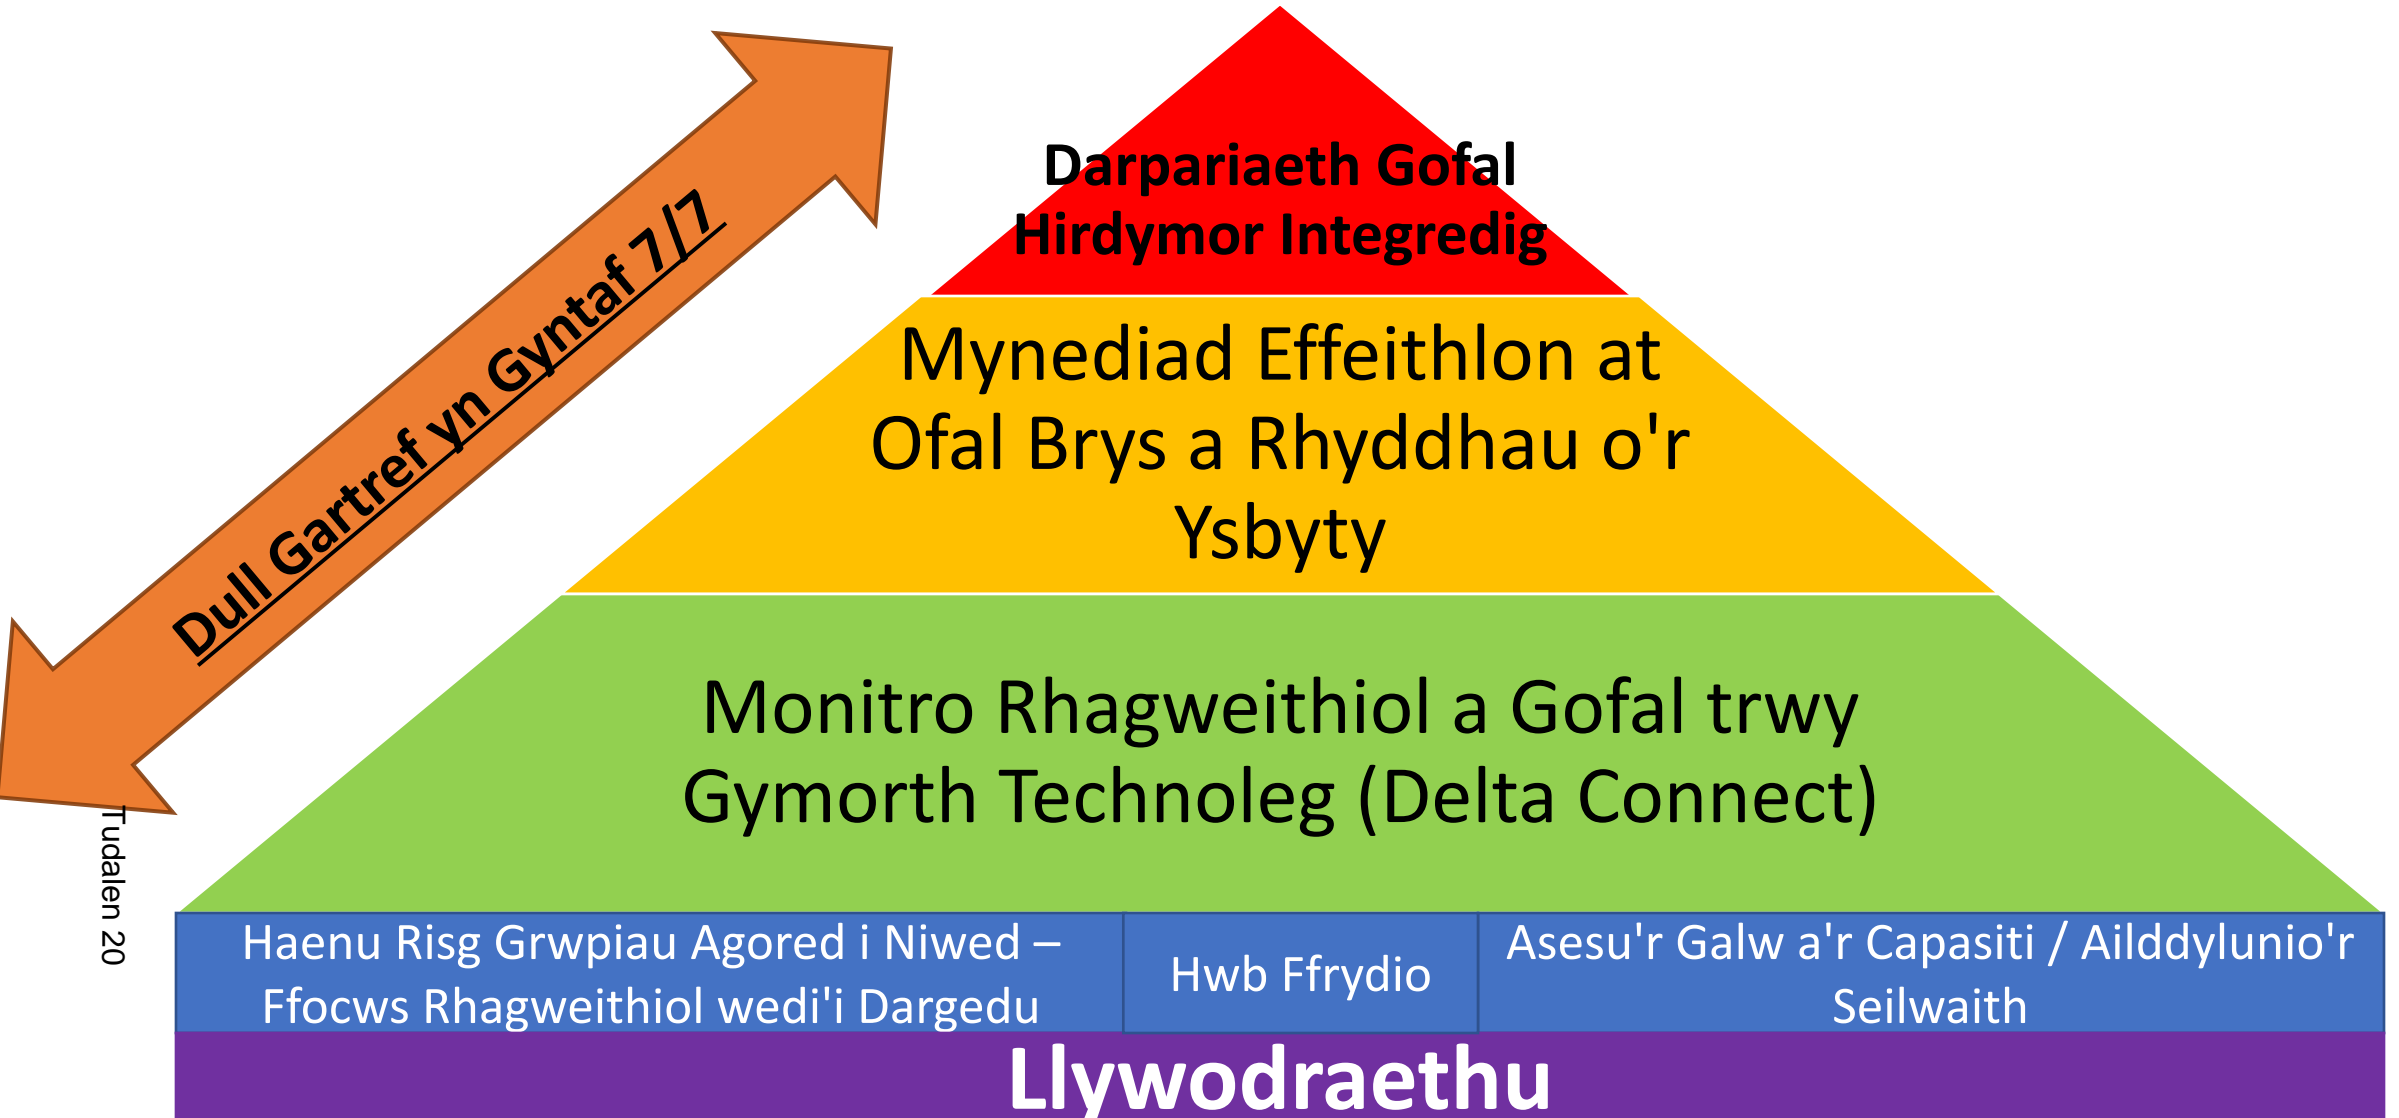 Darpariaeth Gofal
Hirdymor Integredig
Dull Gartref yn Gyntaf 7/7
Mynediad Effeithlon at
Ofal Brys a Rhyddhau o'r
Ysbyty
Monitro Rhagweithiol a Gofal trwy
Gymorth Technoleg (Delta Connect)
Tudalen 20
Haenu Risg Grwpiau Agored i Niwed –
Ffocws Rhagweithiol wedi'i Dargedu
Hwb Ffrydio
Asesu'r Galw a'r Capasiti / Ailddylunio'r
Seilwaith
Llywodraethu